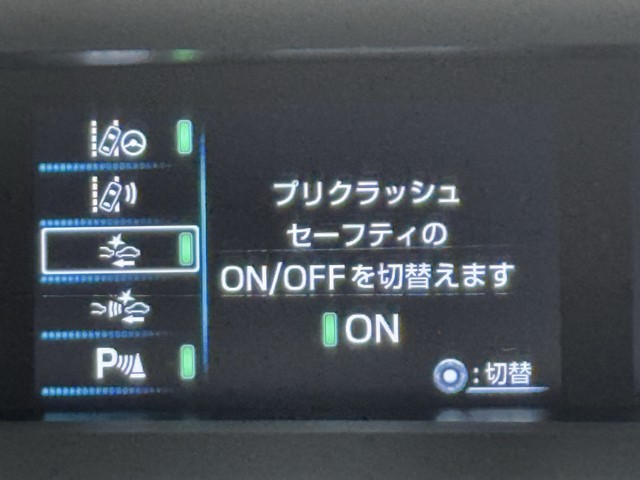 プリクラッシュ
セーフティの
ON/OFFを切替えます
ON
P
:切替